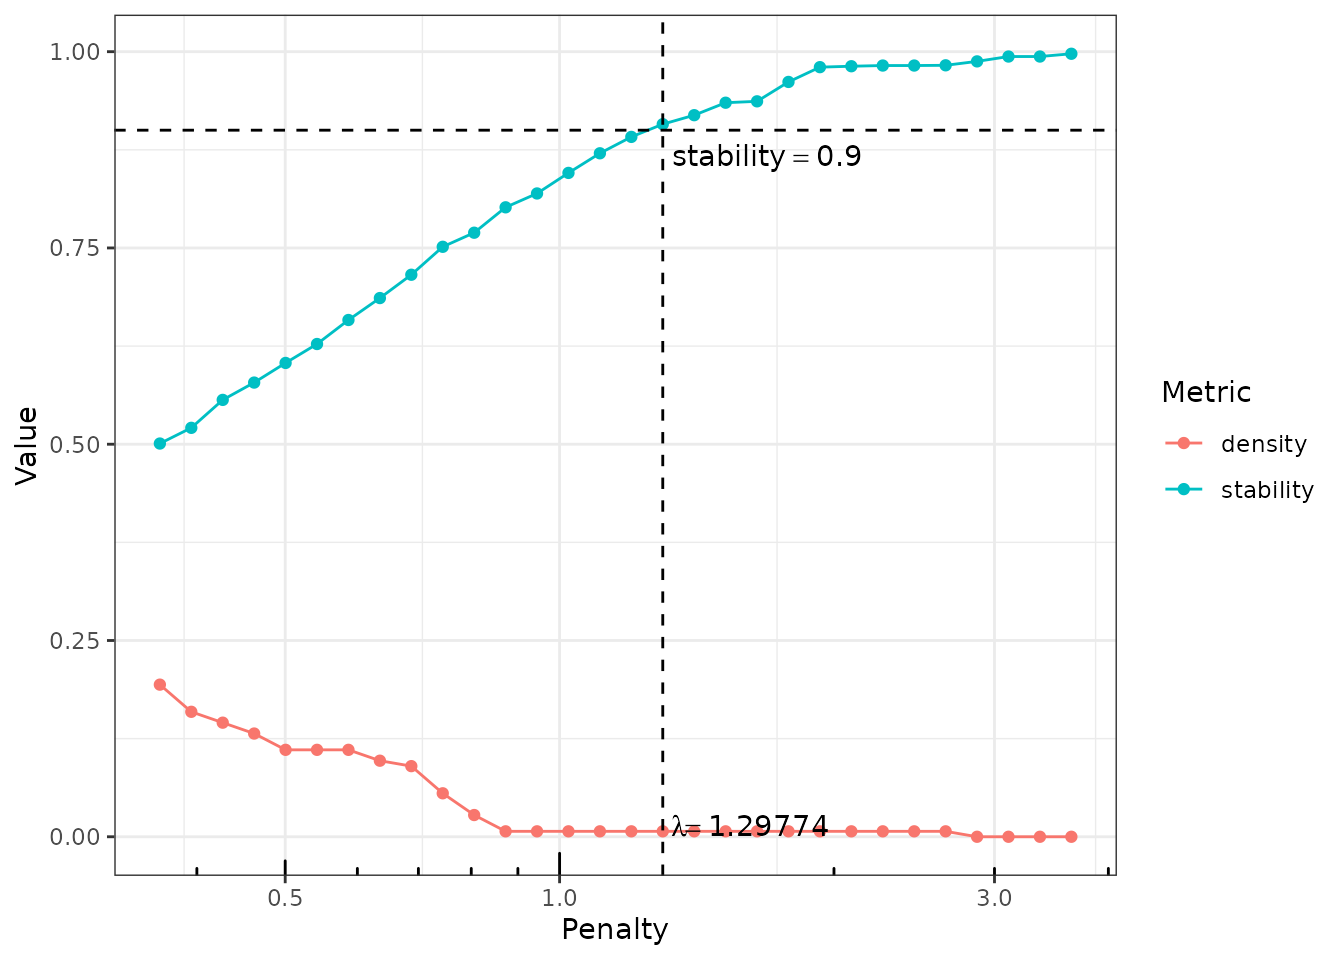 1.00
0.75
0.50
0.25
0.00
Value
stability = 0.9
λ= 1.29774
0.5
1.0
3.0
Penalty
Metric
density
stability